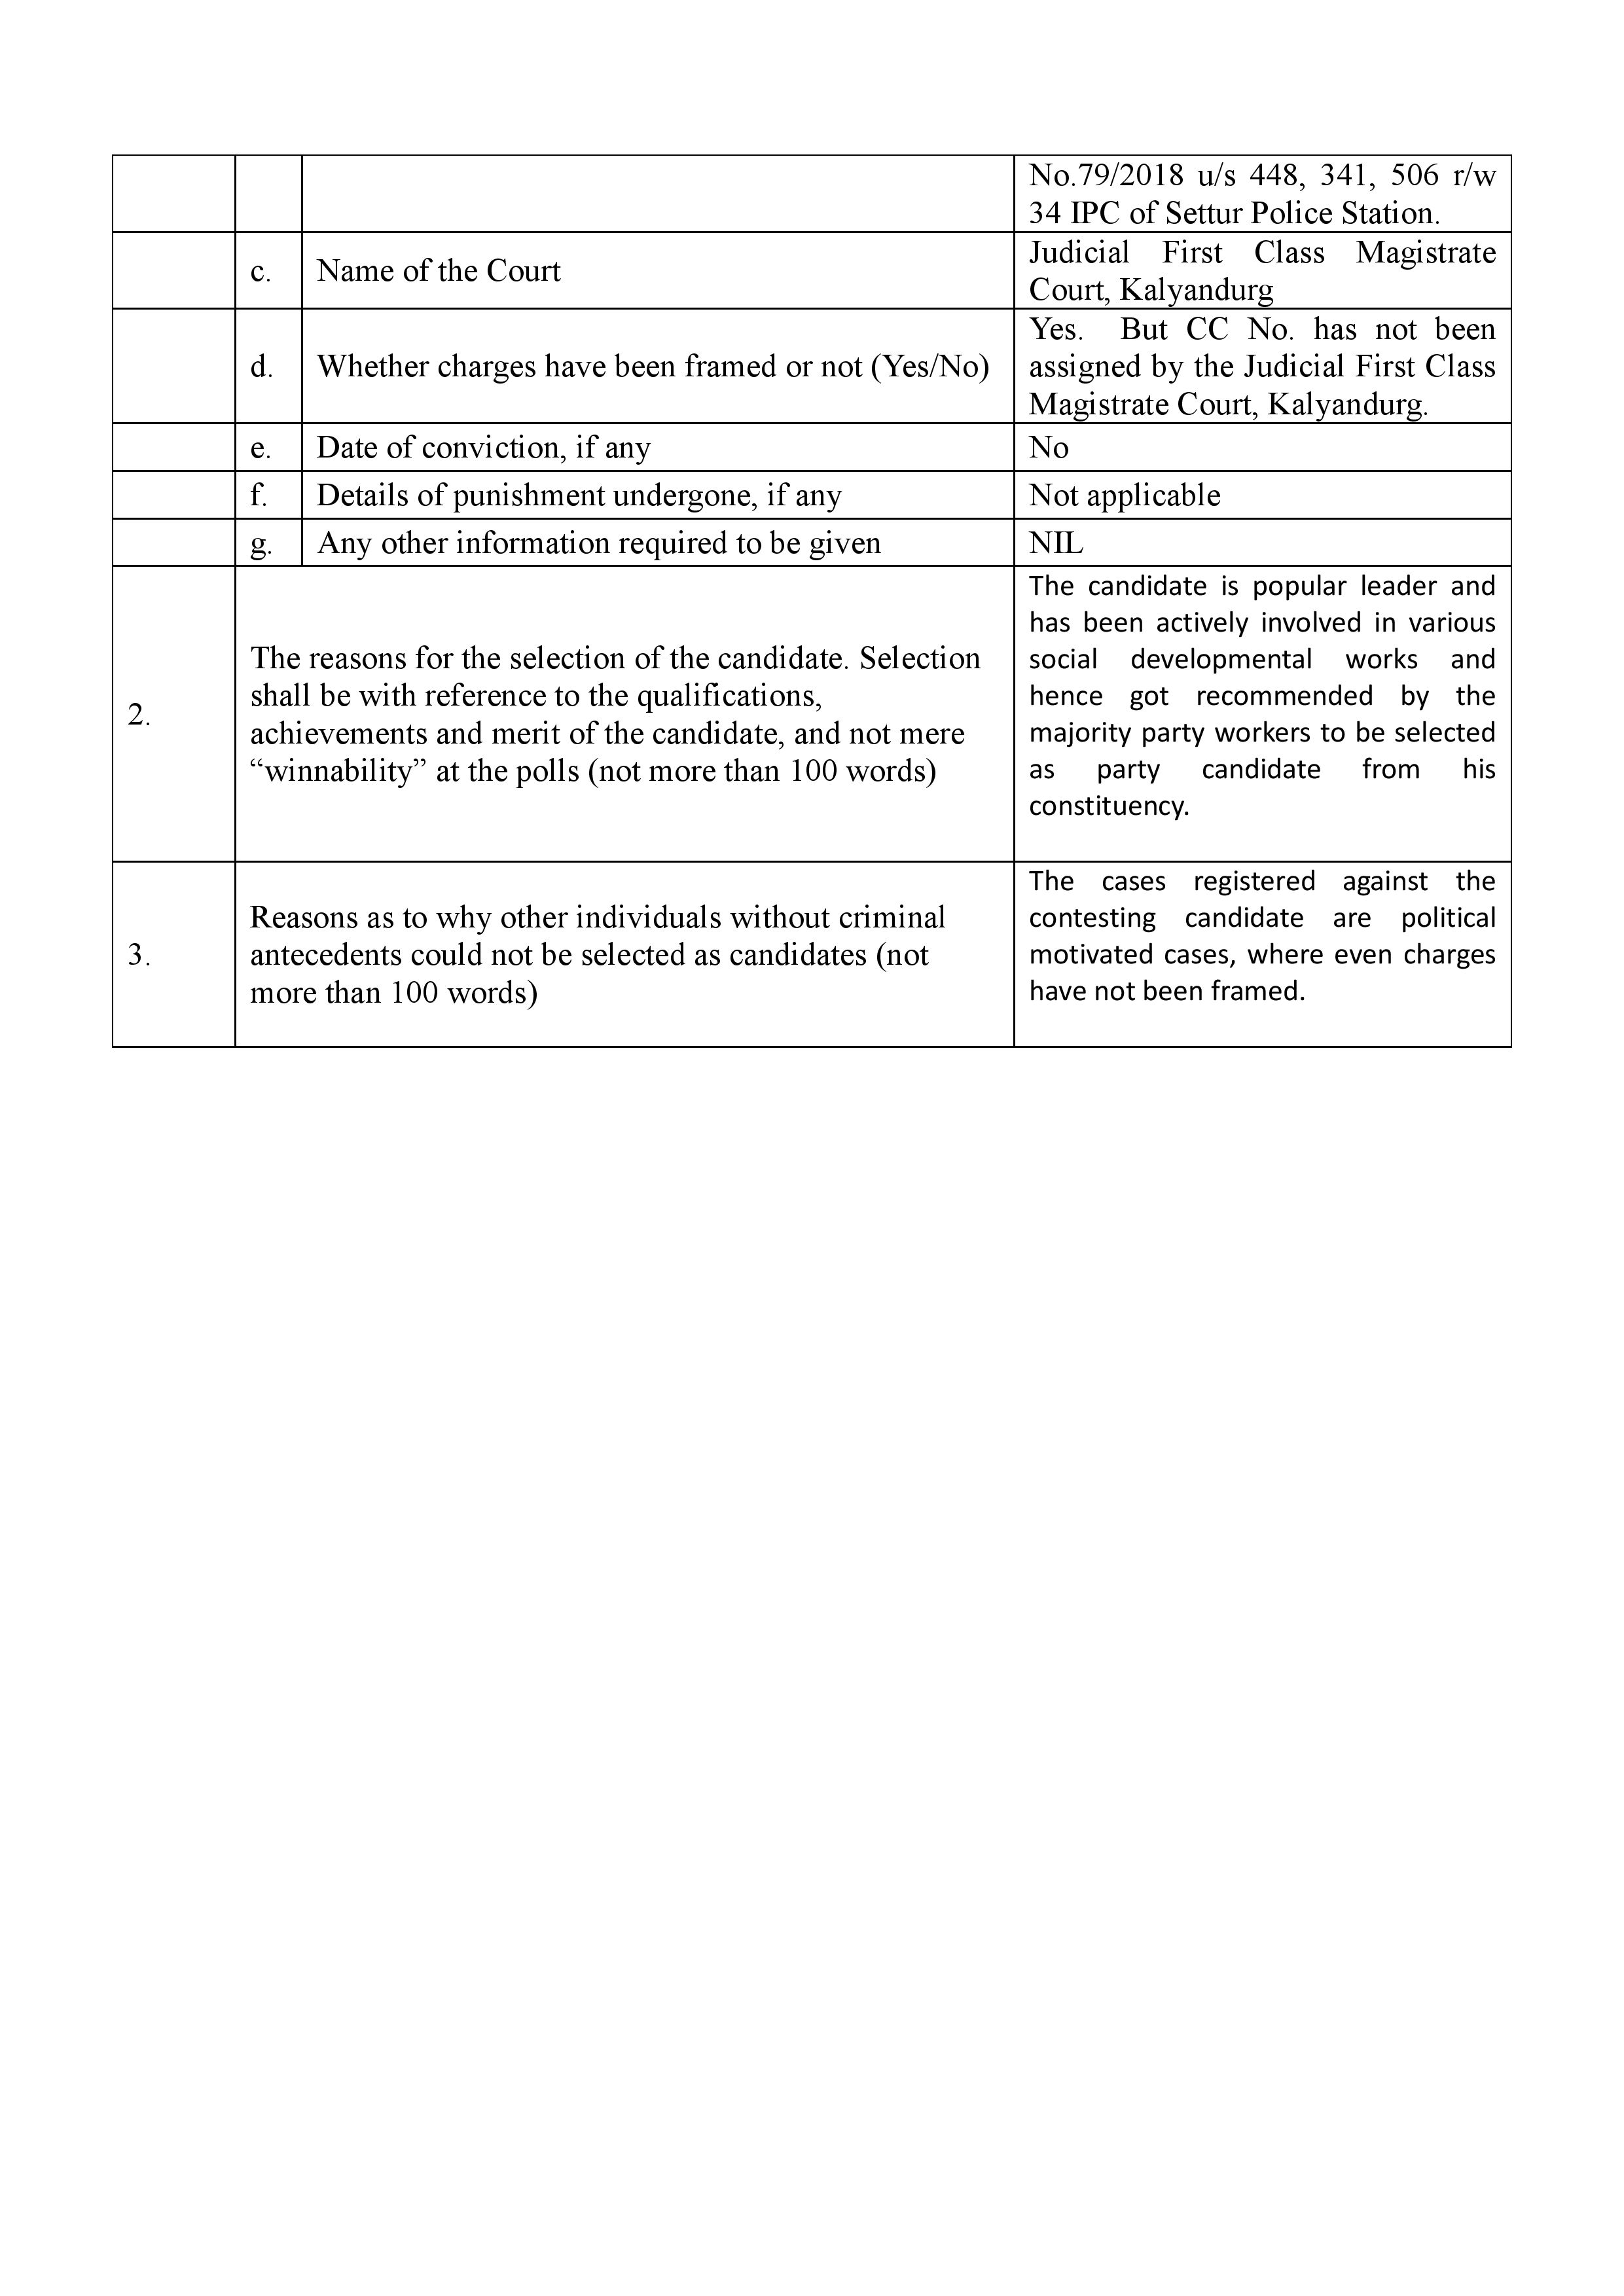 No.79/2018 u/s 448, 341, 506 r/w
34 IPC of Settur Police Station.
c.
Name of the Court
Judicial First Class Magistrate
Court, Kalyandurg
d.
Whether charges have been framed or not (Yes/No)
Yes. But CC No. has not been
assigned by the Judicial First Class
Magistrate Court, Kalyandurg.
e.
Date of conviction, if any
No
f.
Details of punishment undergone, if any
Not applicable
g.
Any other information required to be given
NIL
2.
The reasons for the selection of the candidate. Selection
shall be with reference to the qualifications,
achievements and merit of the candidate, and not mere
“winnability” at the polls (not more than 100 words)
The candidate is popular leader and
has been actively involved in various
social developmental works and
hence got recommended by the
majority party workers to be selected
as party candidate from his
constituency.
3.
Reasons as to why other individuals without criminal
antecedents could not be selected as candidates (not
more than 100 words)
The cases registered against the
contesting candidate are political
motivated cases, where even charges
have not been framed.